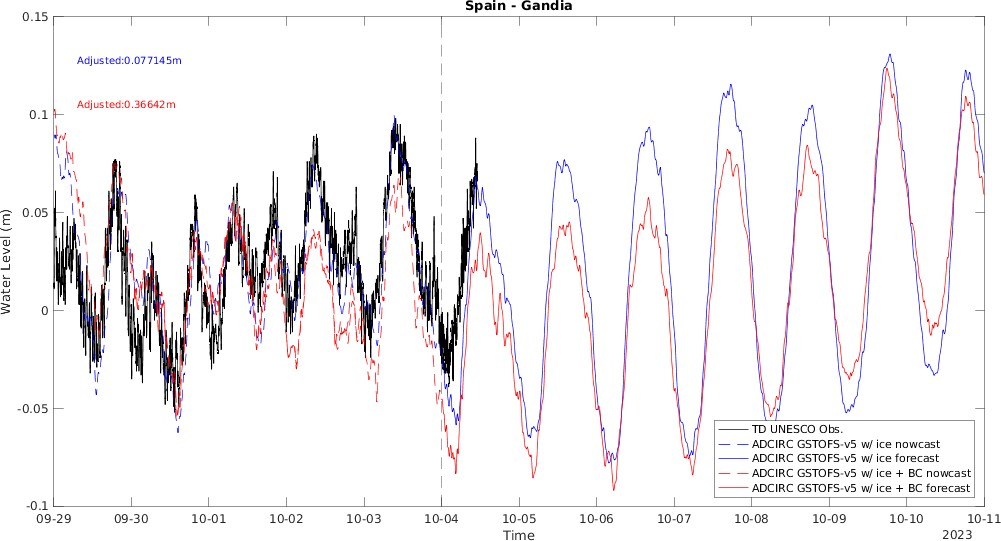 Spain - Gandia
0.15
0.1
0.05
0
-0.05
-0.1
Water Level (m)
Adjusted:0.077145m
Adjusted:0.36642m
TD UNESCO Obs.
ADCIRC GSTOFS-v5 w/ ice nowcast
ADCIRC GSTOFS-v5 w/ ice forecast
ADCIRC GSTOFS-v5 w/ ice + BC nowcast
ADCIRC GSTOFS-v5 w/ ice + BC forecast
09-29 09-30 10-01 10-02 10-03 10-04 10-05 10-06 10-07 10-08 10-09 10-10 10-11
Time
2023